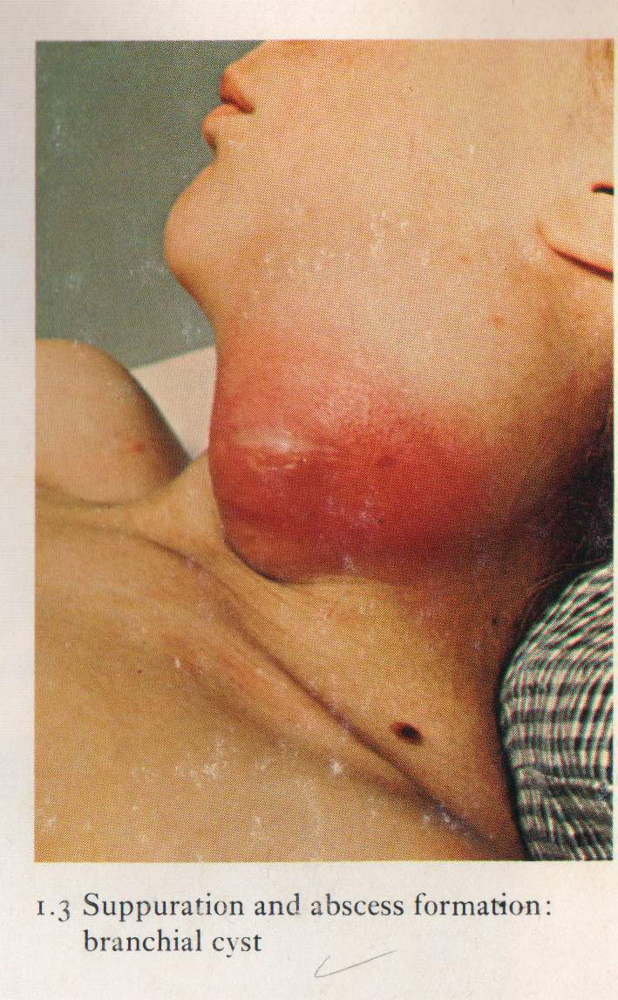 1.3 Suppuration and abscess formation:
branchial cyst